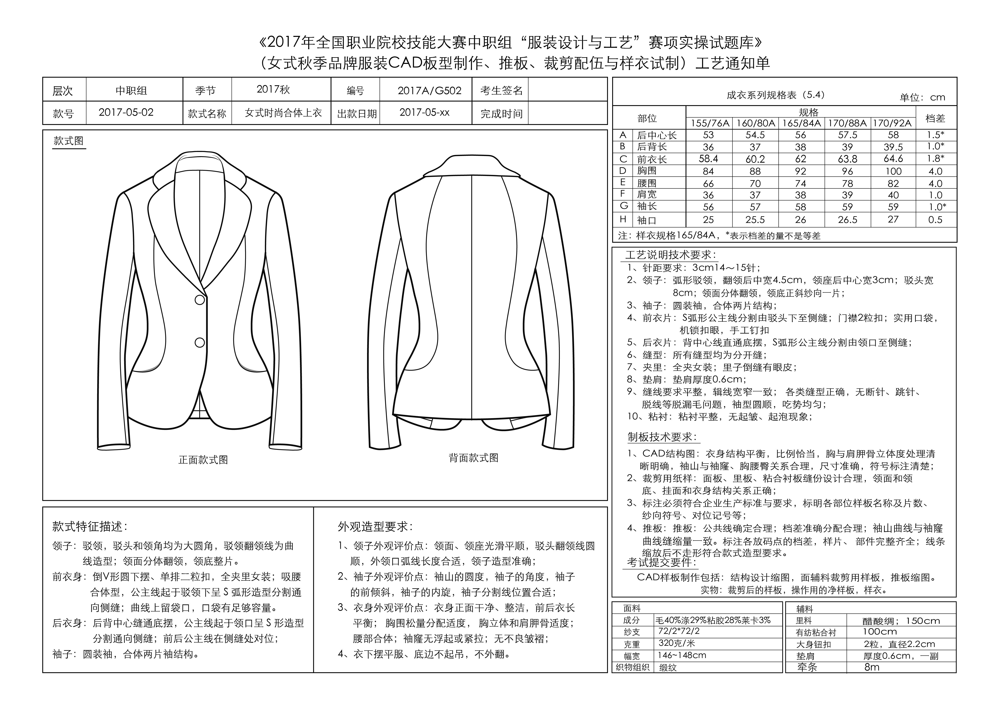 《2017年全国职业院校技能大赛中职组“服装设计与工艺”赛项实操试题库》
（女式秋季品牌服装CAD板型制作、推板、裁剪配伍与样衣试制）工艺通知单
层次 中职组 季节 2017秋 编号 2017A/G502 考生签名
款号 2017-05-02 款式名称 女式时尚合体上衣 出款日期 2017-05-xx 完成时间
款式图
正面款式图
背面款式图
款式特征描述：
领子：驳领，驳头和领角均为大圆角，驳领翻领线为曲
线造型；领面分体翻领，领底整片。
前衣身：倒V形圆下摆、单排二粒扣，全夹里女装；吸腰
合体型，公主线起于驳领下呈 S 弧形造型分割通
向侧缝；曲线上留袋口，口袋有足够容量。
后衣身：后背中心缝通底摆，公主线起于领口呈 S 形造型
分割通向侧缝；前后公主线在侧缝处对位；
袖子：圆装袖，合体两片袖结构。
外观造型要求：
1、领子外观评价点：领面、领座光滑平顺，驳头翻领线圆
顺，外领口弧线长度合适，领子造型准确；
2、袖子外观评价点：袖山的圆度，袖子的角度，袖子
的前倾斜，袖子的内旋，袖子分割线位置合适；
3、衣身外观评价点：衣身正面干净、整洁，前后衣长
平衡； 胸围松量分配适度， 胸立体和肩胛骨适度；
腰部合体；袖窿无浮起或紧拉；无不良皱褶；
4、衣下摆平服、底边不起吊，不外翻。
成衣系列规格表（5.4） 单位：cm
部位 规格 档差
155/76A 160/80A 165/84A 170/88A 170/92A
A 后中心长 53 54.5 56 57.5 58 1.5*
B 后背长 36 37 38 39 39.5 1.0*
C 前衣长 58.4 60.2 62 63.8 64.6 1.8*
D 胸围 84 88 92 96 100 4.0
E 腰围 66 70 74 78 82 4.0
F 肩宽 36 37 38 39 40 1.0
G 袖长 56 57 58 59 59 1.0*
H 袖口 25 25.5 26 26.5 27 0.5
注：样衣规格165/84A，*表示档差的量不是等差
工艺说明技术要求：
1、针距要求：3cm14～15针；
2、领子：弧形驳领，翻领后中宽4.5cm，领座后中心宽3cm；驳头宽
8cm；领面分体翻领，领底正斜纱向一片；
3、袖子：圆装袖，合体两片结构；
4、前衣片：S弧形公主线分割由驳头下至侧缝；门襟2粒扣；实用口袋，
机锁扣眼，手工钉扣
5、后衣片：背中心线直通底摆，S弧形公主线分割由领口至侧缝；
6、缝型：所有缝型均为分开缝；
7、夹里：全夹女装；里子倒缝有眼皮；
8、垫肩：垫肩厚度0.6cm；
9、缝线要求平整，辑线宽窄一致； 各类缝型正确，无断针、跳针、
脱线等脱漏毛问题，袖型圆顺，吃势均匀；
10、粘衬：粘衬平整，无起皱、起泡现象；
制板技术要求：
1、CAD结构图：衣身结构平衡，比例恰当，胸与肩胛骨立体度处理清
晰明确，袖山与袖窿、胸腰臀关系合理，尺寸准确，符号标注清楚；
2、裁剪用纸样：面板、里板、粘合衬板缝份设计合理，领面和领
底、挂面和衣身结构关系正确；
3、标注必须符合企业生产标准与要求，标明各部位样板名称及片数、
纱向符号、对位记号等；
4、推板：推板：公共线确定合理；档差准确分配合理；袖山曲线与袖窿
曲线缝缩量一致。标注各放码点的档差，样片、 部件完整齐全；线条
缩放后不走形符合款式造型要求。
考试提交要件：
CAD样板制作包括：结构设计缩图，面辅料裁剪用样板，推板缩图。
实物：裁剪后的样板，操作用的净样板，样衣。
面料
成分 毛40%涤29%粘胶28%莱卡3%
纱支 72/2*72/2
克重 320克/米
幅宽 146~148cm
织物组织 缎纹
辅料
里料 醋酸绸；150cm
有纺粘合衬 100cm
大身钮扣 2粒，直径2.2cm
垫肩 厚度0.6cm，一副
牵条 8m